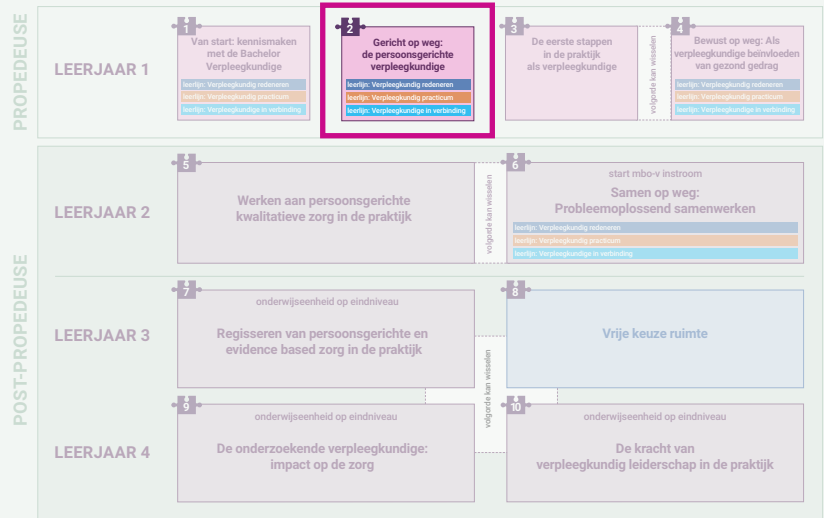 PROPEDEUSE
LEERJAAR 1
1
Van start: kennismaken
met de Bachelor
Verpleegkundige
leerlijn: Verpleegkundig redeneren
leerlijn: Verpleegkundig practicum
leerlijn: Verpleegkundige in verbinding
2
Gericht op weg:
de persoonsgerichte
verpleegkundige
leerlijn: Verpleegkundig redeneren
leerlijn: Verpleegkundig practicum
leerlijn: Verpleegkundige in verbinding
3
De eerste stappen
in de praktijk
als verpleegkundige
volgorde kan wisselen
4
Bewust op weg: Als
verpleegkundige beïnvloeden
van gezond gedrag
leerlijn: Verpleegkundig redeneren
leerlijn: Verpleegkundig practicum
leerlijn: Verpleegkundige in verbinding
POST-PROPEDEUSE
LEERJAAR 2
5
Werken aan persoonsgerichte
kwalitatieve zorg in de praktijk
volgorde kan wisselen
6
start mbo-v instroom
Samen op weg:
Probleemoplossend samenwerken
leerlijn: Verpleegkundig redeneren
leerlijn: Verpleegkundig practicum
leerlijn: Verpleegkundige in verbinding
LEERJAAR 3
7
onderwijseenheid op eindniveau
Regisseren van persoonsgerichte en
evidence based zorg in de praktijk
8
Vrije keuze ruimte
volgorde kan wisselen
LEERJAAR 4
9
onderwijseenheid op eindniveau
De onderzoekende verpleegkundige:
impact op de zorg
10
onderwijseenheid op eindniveau
De kracht van
verpleegkundig leiderschap in de praktijk